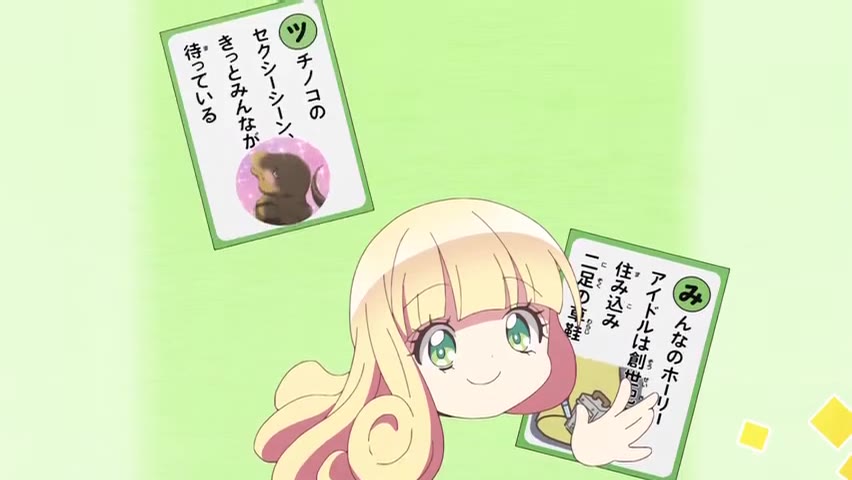 ツチノコの
セクシーシーン、
きっとみんなが
待っている
みんなのホーリー
アイドルは創世
住み込み
二足の草鞋